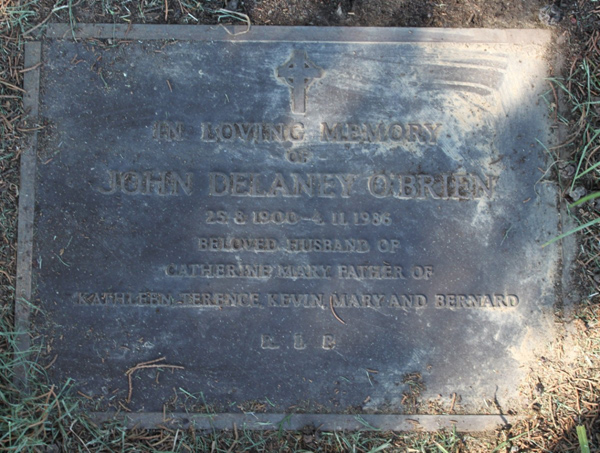 IN LOVING MEMORY
OF
JOHN DELANEY O'BRIEN
25. 8. 1900 – 4. 11. 1986
BELOVED HUSBAND OF
CATHERINE MARY FATHER OF
KATHLEEN TERENCE KEVIN MARY AND BERNARD
R. I. P.